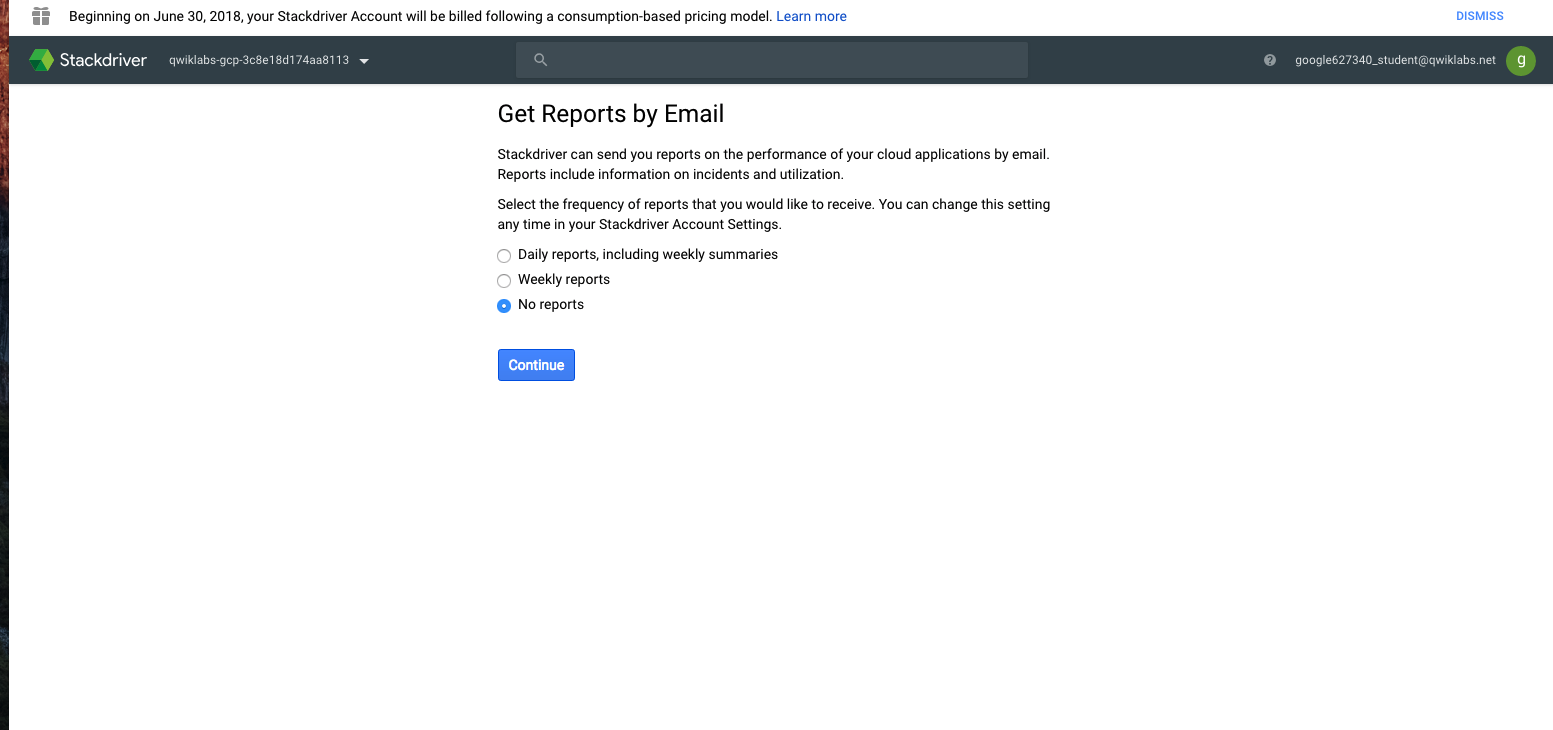 Beginning on June 30, 2018, your Stackdriver Account will be billed following a consumption-based pricing model. Learn more
DISMISS
Stackdriver
qwiklabs-gcp-3c8e18d174aa8113
google627340_student@qwiklabs.net
g
Get Reports by Email
Stackdriver can send you reports on the performance of your cloud applications by email.
Reports include information on incidents and utilization.
Select the frequency of reports that you would like to receive. You can change this setting
any time in your Stackdriver Account Settings.
Daily reports, including weekly summaries
Weekly reports
No reports
Continue